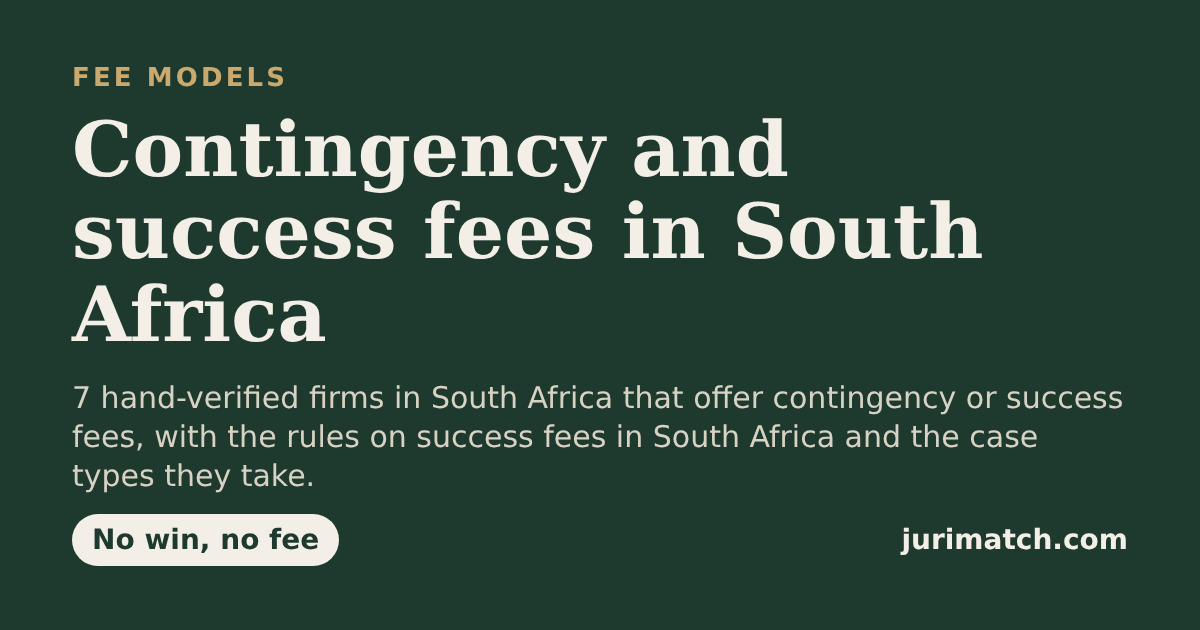 FEE MODELS
Contingency and
success fees in South
Africa
7 hand-verified firms in South Africa that offer contingency or success
fees, with the rules on success fees in South Africa and the case
types they take.
No win, no fee
jurimatch.com